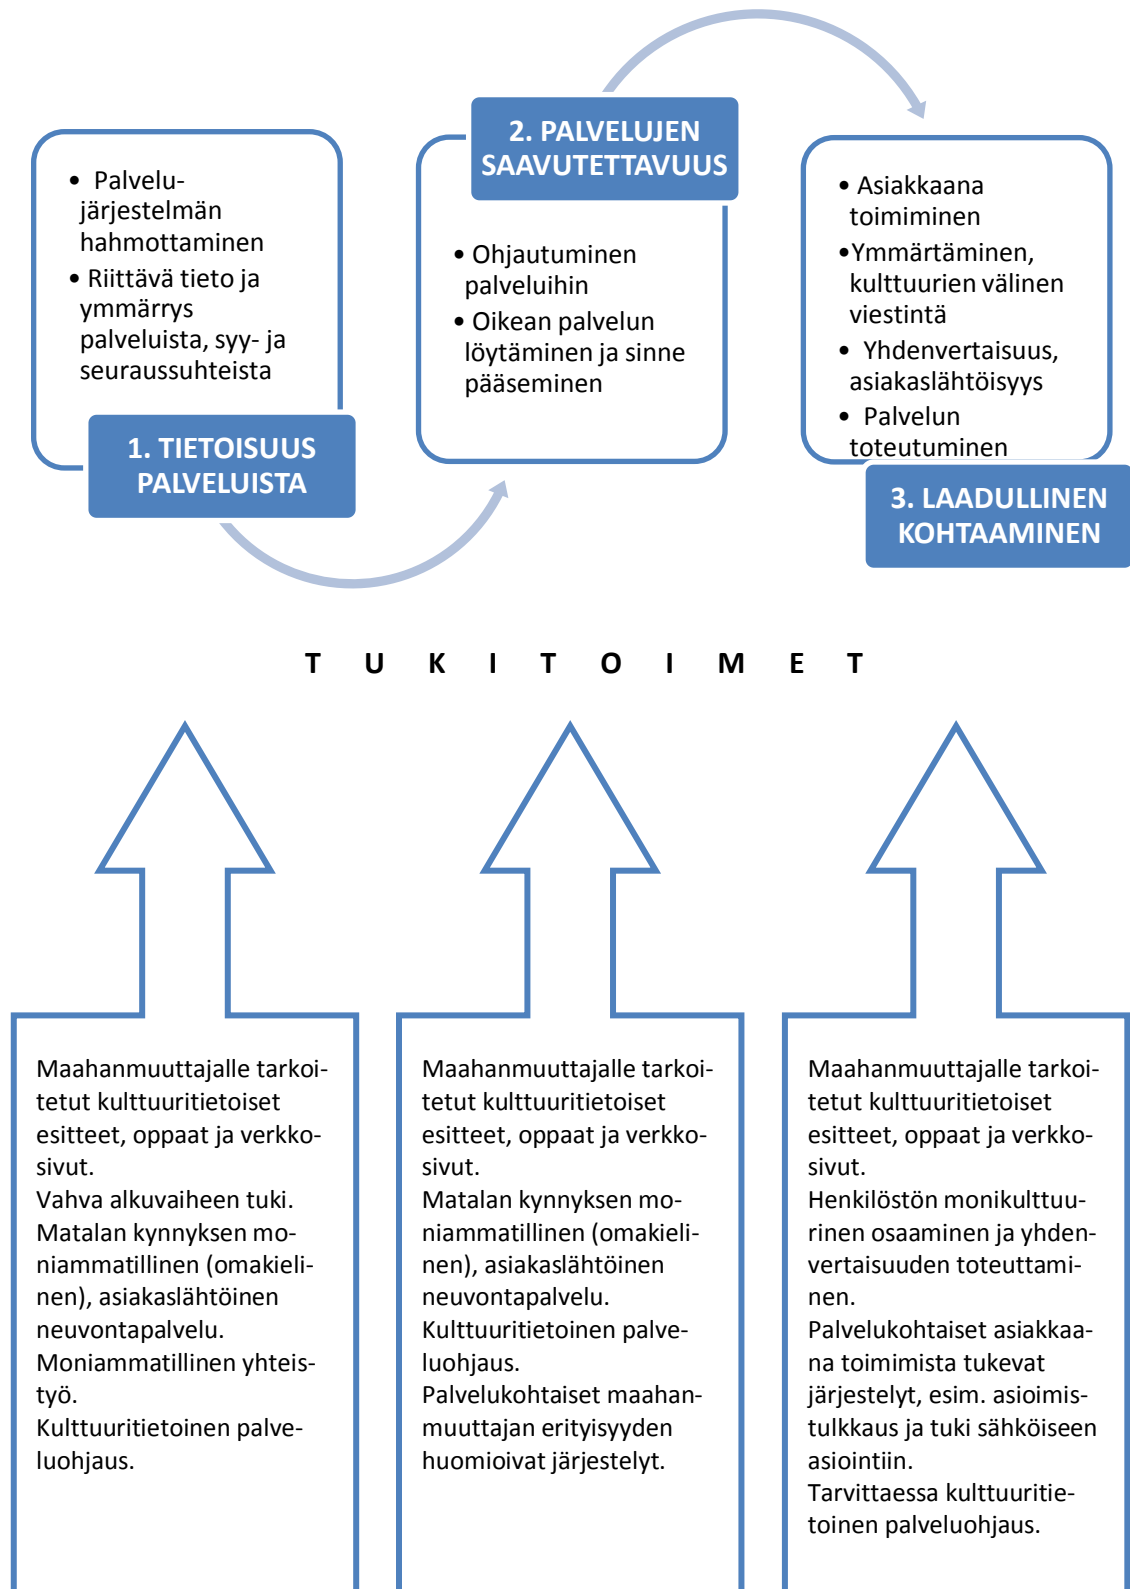 • Palvelu-
järjestelmän
hahmottaminen
• Riittävä tieto ja
ymmärrys
palveluista, syy- ja
seuraussuhteista
1. TIETOISUUS
PALVELUISTA
2. PALVELUJEN
SAAVUTETTAVUUS
• Ohjautuminen
palveluihin
• Oikean palvelun
löytäminen ja sinne
pääseminen
• Asiakkaana
toimiminen
•Ymmärtäminen,
kulttuurien välinen
viestintä
• Yhdenvertaisuus,
asiakaslähtöisyys
• Palvelun
toteutuminen
3. LAADULLINEN
KOHTAAMINEN
T U K I T O I M E T
Maahanmuuttajalle tarkoi-
tetut kulttuuritietoiset
esitteet, oppaat ja verkko-
sivut.
Vahva alkuvaiheen tuki.
Matalan kynnyksen mo-
niammatillinen (omakieli-
nen), asiakaslähtöinen
neuvontapalvelu.
Moniammatillinen yhteis-
työ.
Kulttuuritietoinen palve-
luohjaus.
Maahanmuuttajalle tarkoi-
tetut kulttuuritietoiset
esitteet, oppaat ja verkko-
sivut.
Matalan kynnyksen mo-
niammatillinen (omakieli-
nen), asiakaslähtöinen
neuvontapalvelu.
Kulttuuritietoinen palve-
luohjaus.
Palvelukohtaiset maahan-
muuttajan erityisyyden
huomioivat järjestelyt.
Maahanmuuttajalle tarkoi-
tetut kulttuuritietoiset
esitteet, oppaat ja verkko-
sivut.
Henkilöstön monikulttuu-
rinen osaaminen ja yhden-
vertaisuuden toteuttami-
nen.
Palvelukohtaiset asiakkaa-
na toimimista tukevat
järjestelyt, esim. asioimis-
tulkkaus ja tuki sähköiseen
asiointiin.
Tarvittaessa kulttuuritie-
toinen palveluohjaus.